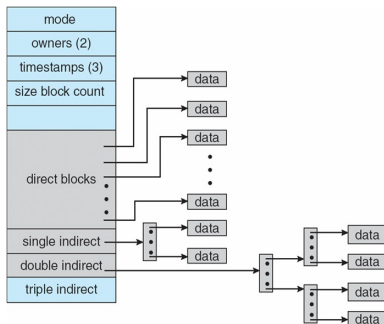 mode
owners (2)
timestamps (3)
size block count
direct blocks
single indirect
double indirect
triple indirect
data
data
data
data
data
data
data
data
data
data